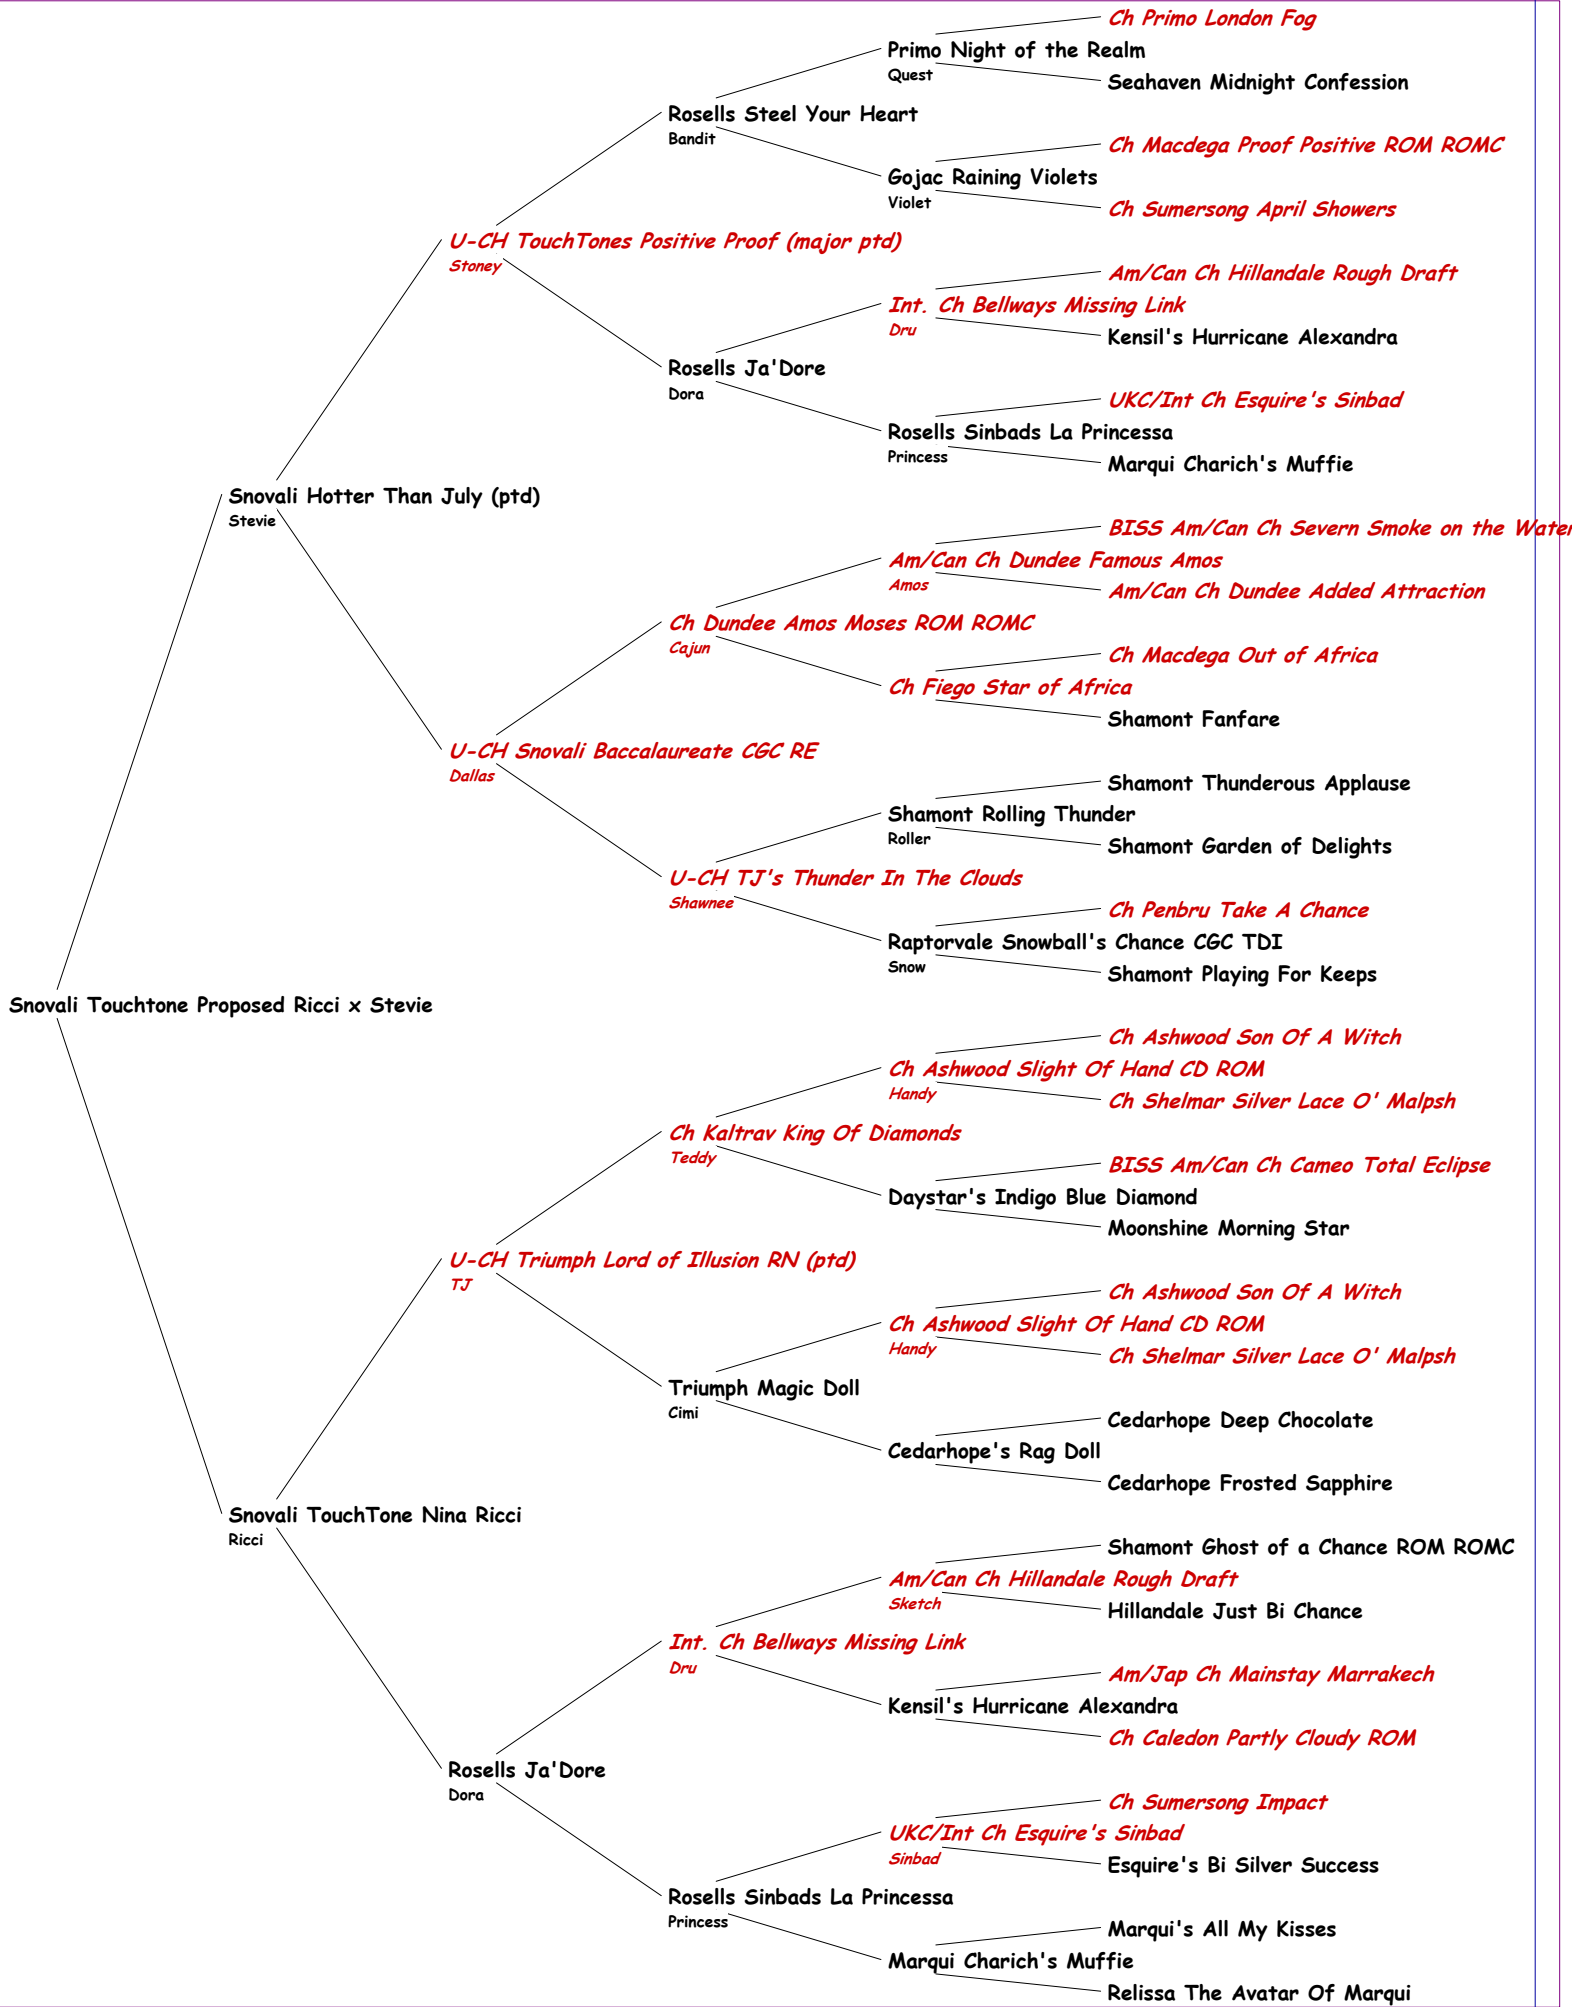 Ch Primo London Fog
Primo Night of the Realm
Quest
Seahaven Midnight Confession
Rosells Steel Your Heart
Bandit
Ch Macdega Proof Positive ROM ROMC
Gojac Raining Violets
Violet
Ch Sumersong April Showers
U-CH TouchTones Positive Proof (major ptd)
Stoney
Am/Can Ch Hillandale Rough Draft
Int. Ch Bellways Missing Link
Dru
Kensil's Hurricane Alexandra
Rosells Ja'Dore
Dora
UKC/Int Ch Esquire's Sinbad
Rosells Sinbads La Princessa
Princess
Marqui Charich's Muffie
Snovali Hotter Than July (ptd)
Stevie
BISS Am/Can Ch Severn Smoke on the Water
Am/Can Ch Dundee Famous Amos
Amos
Am/Can Ch Dundee Added Attraction
Ch Dundee Amos Moses ROM ROMC
Cajun
Ch Macdega Out of Africa
Ch Fiego Star of Africa
Shamont Fanfare
U-CH Snovali Baccalaureate CGC RE
Dallas
Shamont Thunderous Applause
Shamont Rolling Thunder
Roller
Shamont Garden of Delights
U-CH TJ's Thunder In The Clouds
Shawnee
Ch Penbru Take A Chance
Raptorvale Snowball's Chance CGC TDI
Snow
Shamont Playing For Keeps
Snovali Touchtone Proposed Ricci x Stevie
Ch Ashwood Son Of A Witch
Ch Ashwood Slight Of Hand CD ROM
Handy
Ch Shelmar Silver Lace O' Malpsh
Ch Kaltrav King Of Diamonds
Teddy
BISS Am/Can Ch Cameo Total Eclipse
Daystar's Indigo Blue Diamond
Moonshine Morning Star
U-CH Triumph Lord of Illusion RN (ptd)
TJ
Ch Ashwood Son Of A Witch
Ch Ashwood Slight Of Hand CD ROM
Handy
Ch Shelmar Silver Lace O' Malpsh
Triumph Magic Doll
Cimi
Cedarhope Deep Chocolate
Cedarhope's Rag Doll
Cedarhope Frosted Sapphire
Snovali TouchTone Nina Ricci
Ricci
Shamont Ghost of a Chance ROM ROMC
Am/Can Ch Hillandale Rough Draft
Sketch
Hillandale Just Bi Chance
Int. Ch Bellways Missing Link
Dru
Am/Jap Ch Mainstay Marrakech
Kensil's Hurricane Alexandra
Ch Caledon Partly Cloudy ROM
Rosells Ja'Dore
Dora
Ch Sumersong Impact
UKC/Int Ch Esquire's Sinbad
Sinbad
Esquire's Bi Silver Success
Rosells Sinbads La Princessa
Princess
Marqui's All My Kisses
Marqui Charich's Muffie
Relissa The Avatar Of Marqui